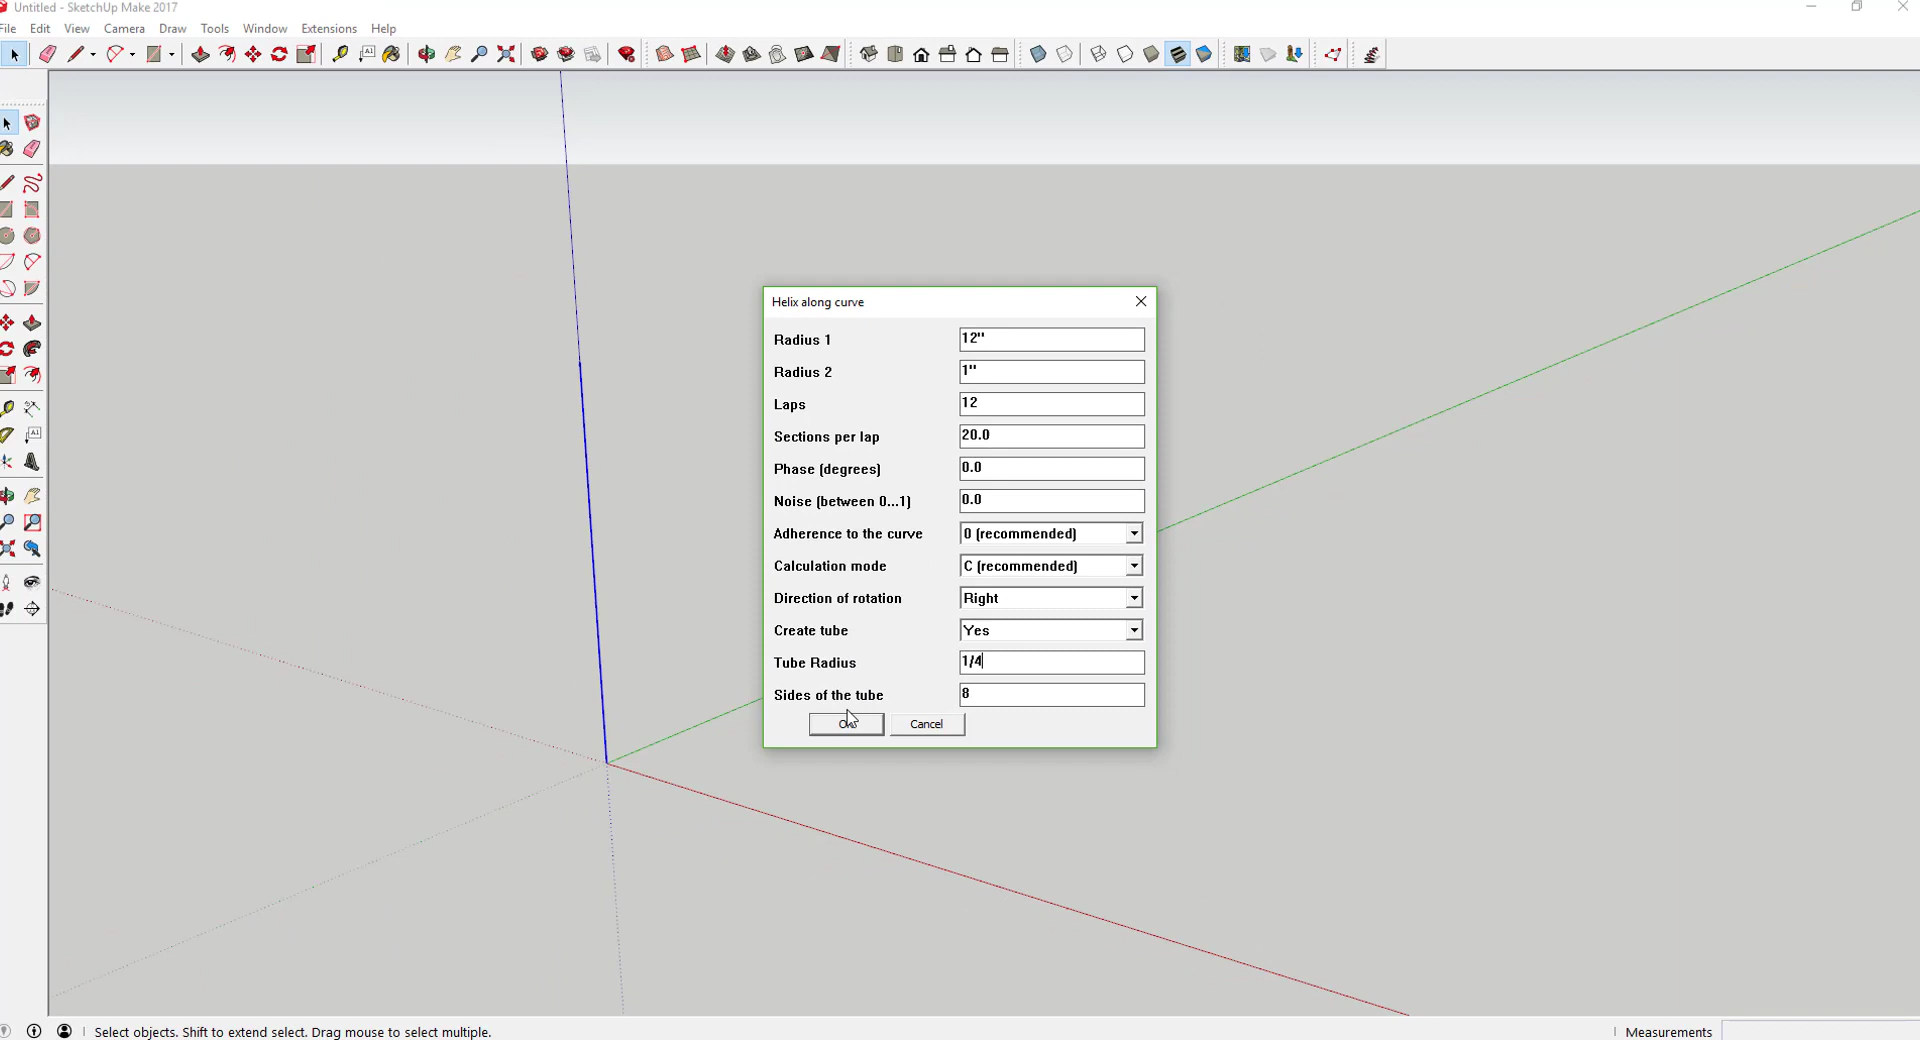 Untitled - SketchUp Make 2017
File Edit View Camera Draw Tools Window Extensions Help
Helix along curve
Radius 1 12"
Radius 2 1"
Laps 12
Sections per lap 20.0
Phase (degrees) 0.0
Noise (between 0...1) 0.0
Adherence to the curve 0 (recommended)
Calculation mode C (recommended)
Direction of rotation Right
Create tube Yes
Tube Radius 1/4
Sides of the tube 8
Cancel
Select objects. Shift to extend select. Drag mouse to select multiple.
Measurements